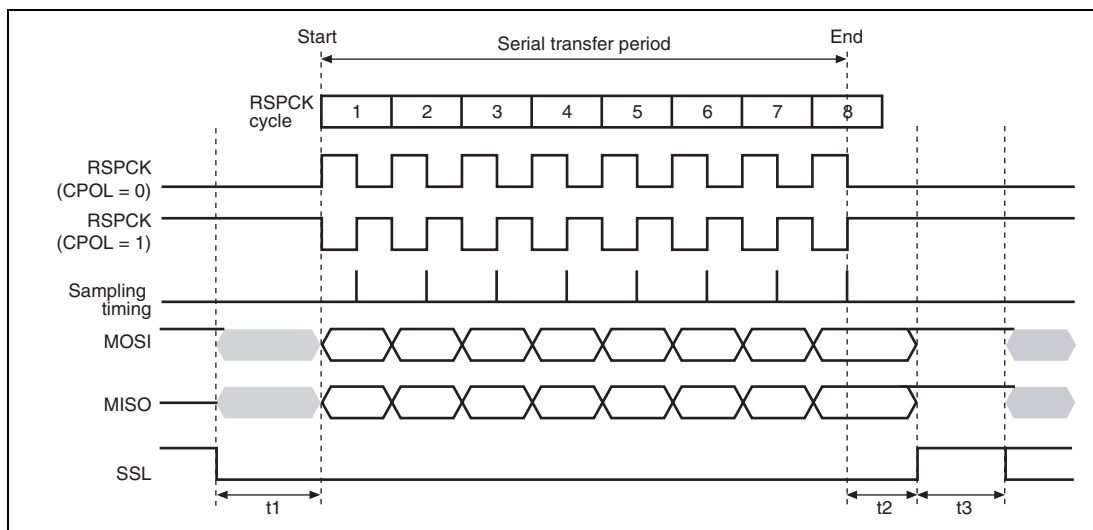 Start
Serial transfer period
End
RSPCK
cycle
1 2 3 4 5 6 7 8
RSPCK
(CPOL = 0)
RSPCK
(CPOL = 1)
Sampling
timing
MOSI
MISO
SSL
t1
t2
t3